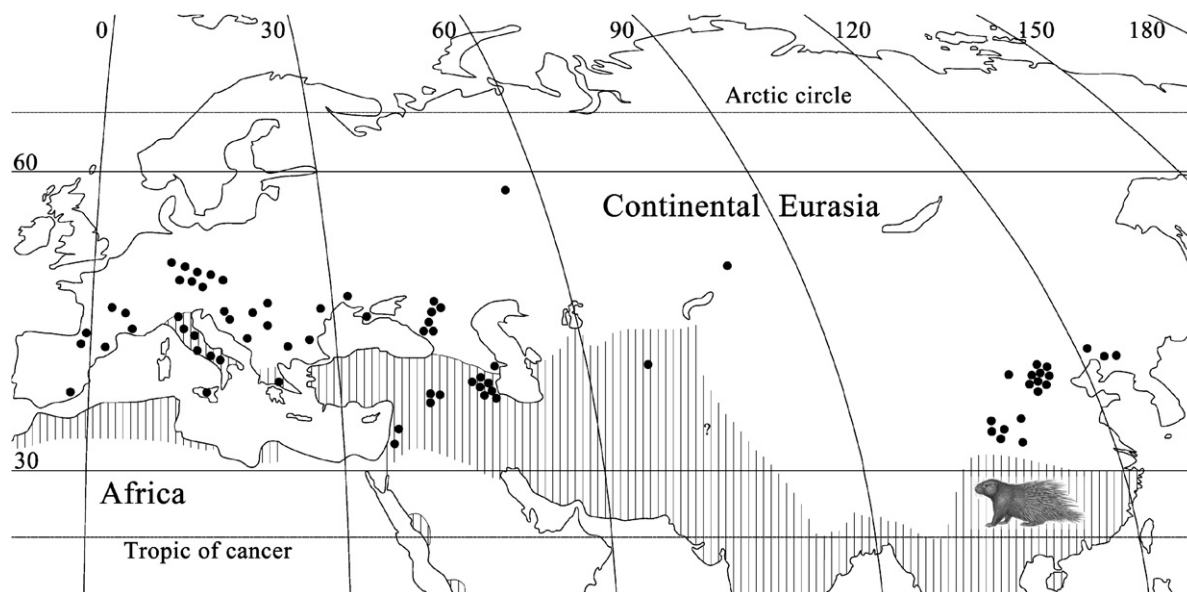 0 30 60 90 120 150 180
Arctic circle
60
Continental Eurasia
?
30
Africa
Tropic of cancer